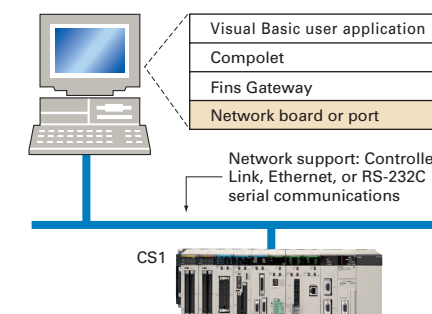 Visual Basic user application
Compolet
Fins Gateway
Network board or port
Network support: Controlle
Link, Ethernet, or RS-232C
serial communications
CS1